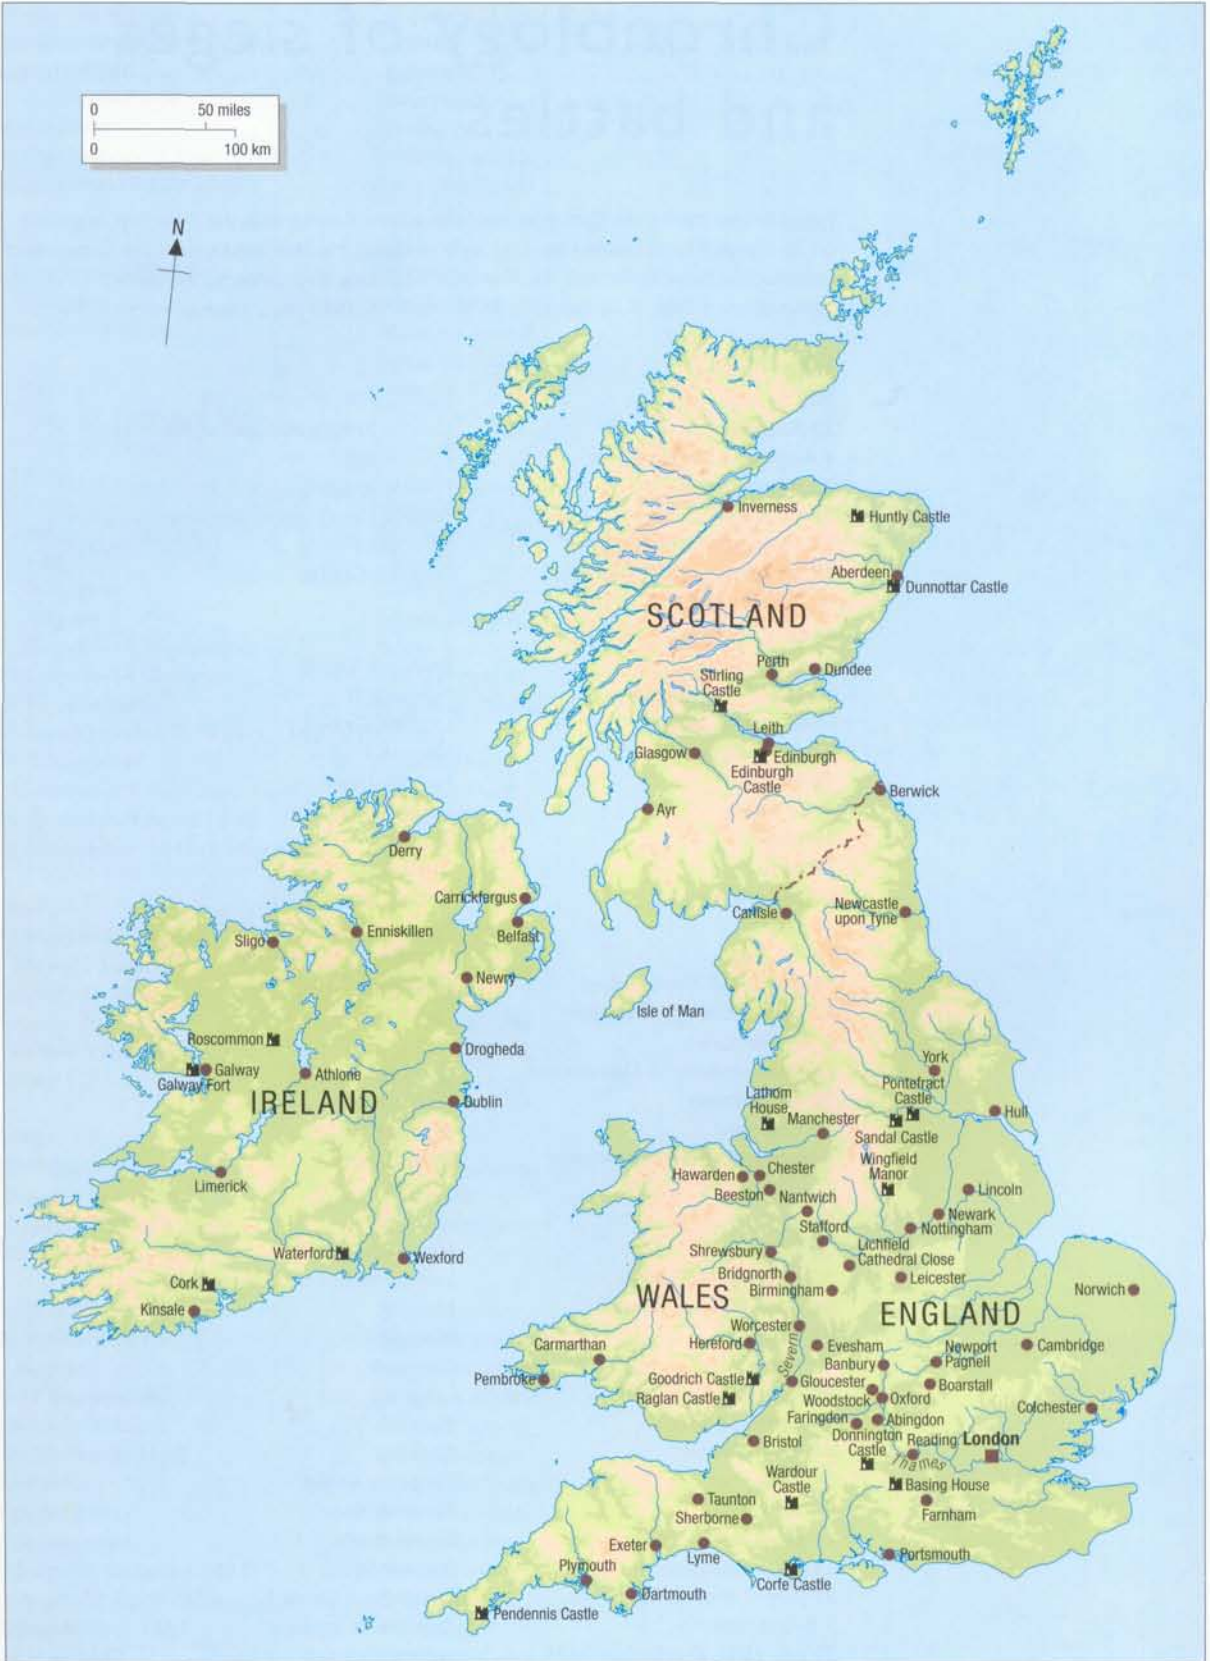 Chronology of sieges
and battles
0 50 miles
0 100 km
N
Inverness
Huntly Castle
Aberdeen
Dunnottar Castle
SCOTLAND
Perth
Dundee
Stirling
Castle
Leith
Glasgow
Edinburgh
Edinburgh
Castle
Berwick
Ayr
Derry
Carrickfergus
Carlisle
Newcastle
upon Tyne
Sligo
Enniskillen
Belfast
Newry
Isle of Man
Roscommon
Drogheda
Galway
Galway Fort
Athlone
IRELAND
Dublin
York
Pontefract
Castle
Lathom
House
Manchester
Hull
Sandal Castle
Wingfield
Manor
Limerick
Hawarden
Chester
Beeston
Nantwich
Lincoln
Newark
Stafford
Nottingham
Waterford
Wexford
Shrewsbury
Lichfield
Cathedral Close
Cork
Bridgnorth
Leicester
Birmingham
Norwich
Kinsale
WALES
ENGLAND
Worcester
Carmarthan
Hereford
Severn
Evesham
Newport
Pagnell
Cambridge
Banbury
Pembroke
Goodrich Castle
Gloucester
Boarstall
Raglan Castle
Woodstock
Oxford
Colchester
Faringdon
Abingdon
Bristol
Donnington
Castle
Reading
London
Thames
Wardour
Castle
Basing House
Taunton
Farnham
Sherborne
Exeter
Lyme
Portsmouth
Plymouth
Corfe Castle
Dartmouth
Pendennis Castle